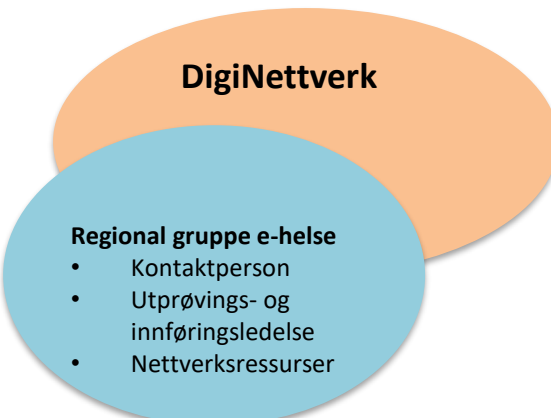 DigiNettverk
Regional gruppe e-helse
• Kontaktperson
• Utprøvings- og
innføringsledelse
• Nettverksressurser